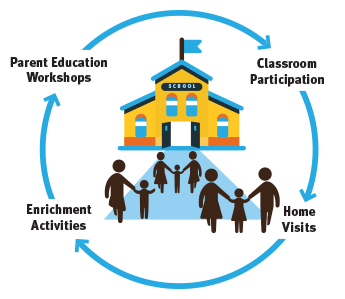 Parent Education
Workshops
Classroom
Participation
SCHOOL
Enrichment
Activities
Home
Visits